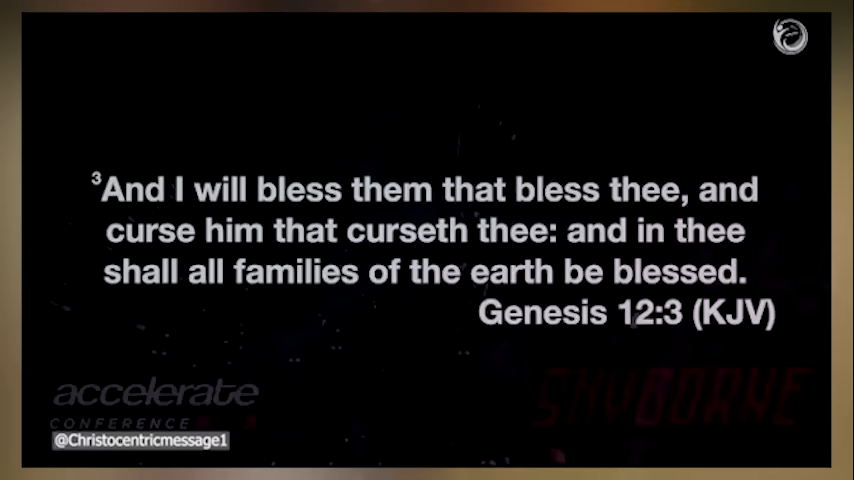 ³And I will bless them that bless thee, and
curse him that curseth thee: and in thee
shall all families of the earth be blessed.
Genesis 12:3 (KJV)
accelerate
CONFERENCE
SKYBORNE
@Christocentricmessage1